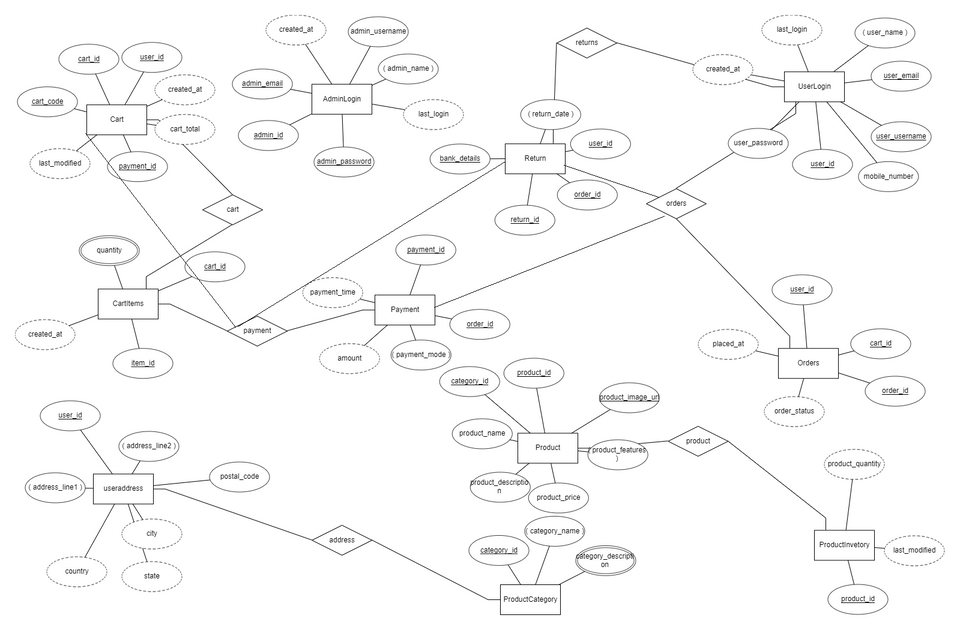 created_at
admin_username
returns
last_login
( user_name )
cart_id
user_id
( admin_name )
created_at
user_email
created_at
admin_email
AdminLogin
UserLogin
cart_code
Cart
last_login
( return_date )
cart_total
admin_id
user_username
user_id
user_password
last_modified
payment_id
admin_password
bank_details
Return
user_id
mobile_number
order_id
cart
return_id
orders
quantity
payment_id
cart_id
payment_time
user_id
CartItems
Payment
order_id
created_at
payment
placed_at
cart_id
item_id
amount
( payment_mode )
Orders
product_id
category_id
order_id
product_image_url
order_status
user_id
product_name
( address_line2 )
Product
product
product_features
)
postal_code
product_quantity
( address_line1 )
useraddress
product_descriptio
n
product_price
city
address
( category_name )
ProductInvetory
category_id
category_descripti
on
last_modified
country
state
ProductCategory
product_id